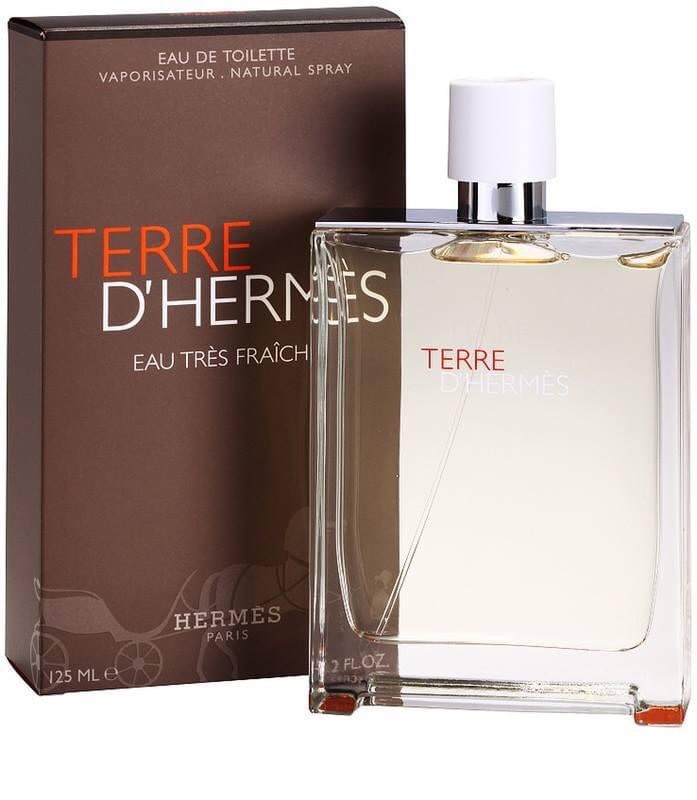 EAU DE TOILETTE
VAPORISATEUR . NATURAL SPRAY
TERRE
D'HERMÈS
EAU TRÈS FRAÎCH
HERMÈS
PARIS
125 ML ℮
TERRE
D'HERMÈS
2 FL.OZ.